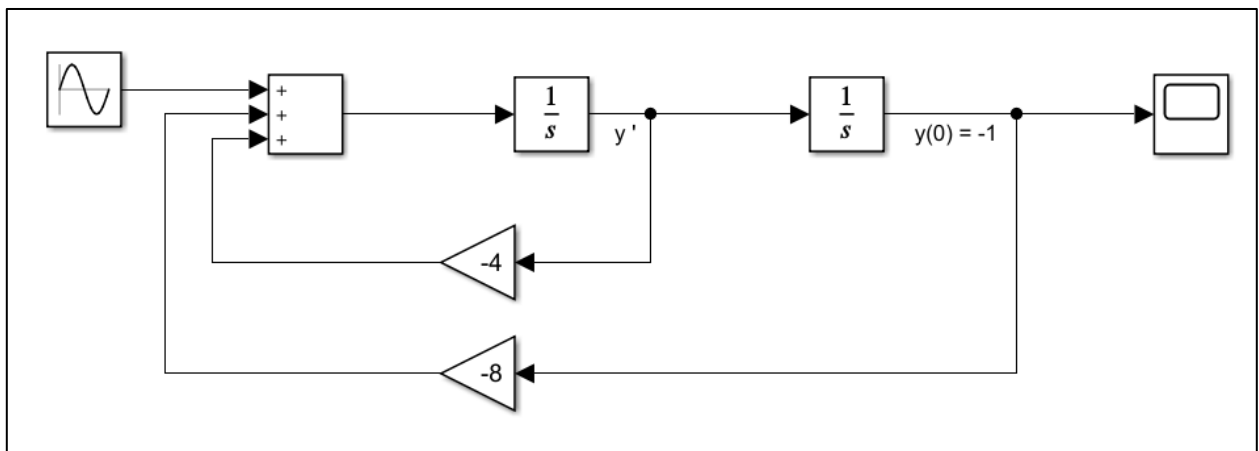 +
+
+
1
s
y '
1
s
y(0) = -1
-4
-8